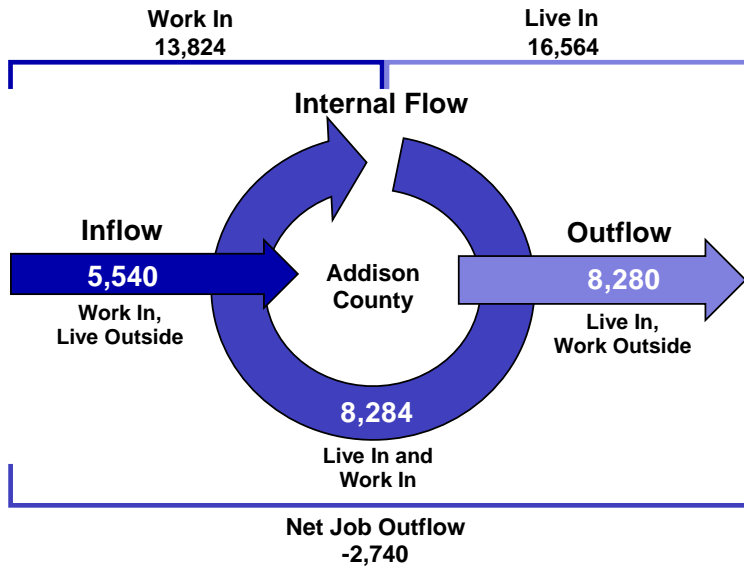 Work In
13,824
Live In
16,564
Internal Flow
Inflow
5,540
Work In,
Live Outside
Addison
County
Outflow
8,280
Live In,
Work Outside
8,284
Live In and
Work In
Net Job Outflow
-2,740